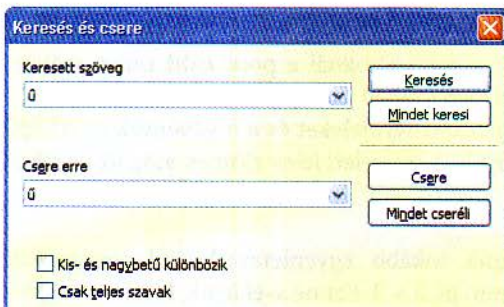 Keresés és csere
Keresett szöveg
û
Keresés
Mindet keresi
Csere erre
ű
Csere
Mindet cseréli
Kis- és nagybetű különbözik
Csak teljes szavak